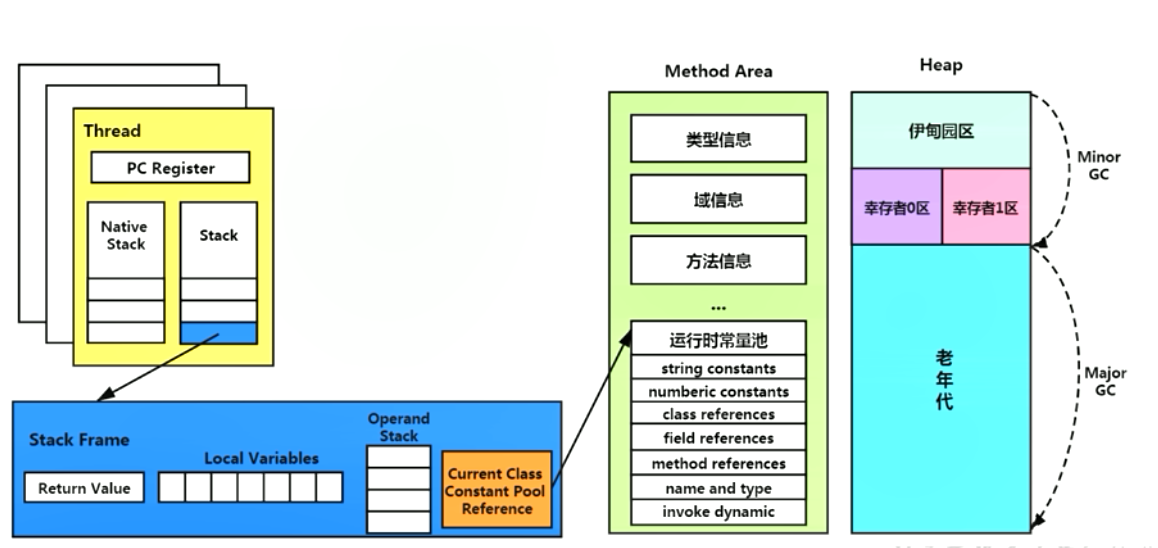 Thread
PC Register
Native
Stack
Stack
Stack Frame
Return Value
Local Variables
Operand
Stack
Current Class
Constant Pool
Reference
Method Area
类型信息
域信息
方法信息
...
运行时常量池
string constants
numberic constants
class references
field references
method references
name and type
invoke dynamic
Heap
伊甸园区
幸存者0区
幸存者1区
老
年
代
Minor
GC
Major
GC